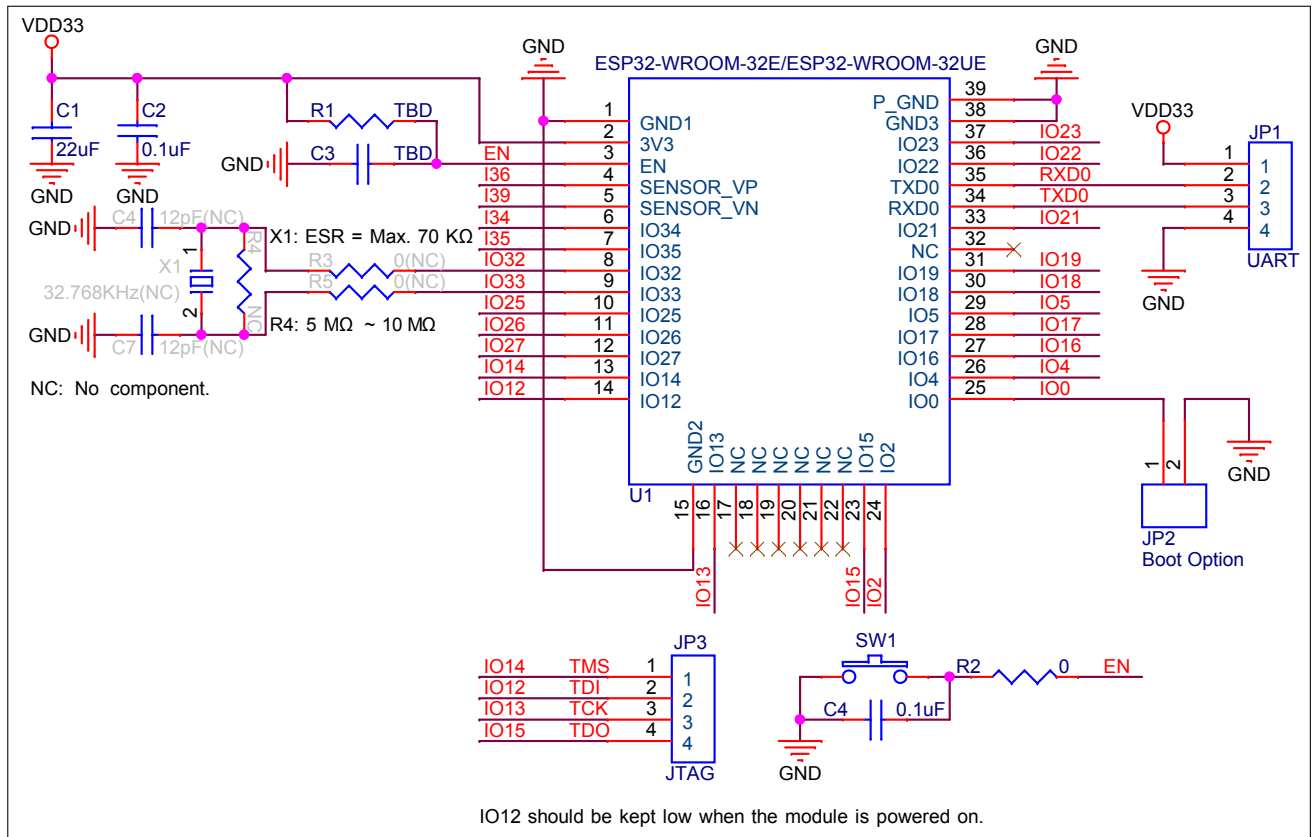 VDD33
C1
22uF
GND
C2
0.1uF
GND
R1 TBD
GND C3 TBD
GND C4 12pF(NC)
1
X1
32.768KHz(NC)
2
R4
NC
GND C7 12pF(NC)
X1: ESR = Max. 70 KΩ
R3 0(NC)
R5 0(NC)
R4: 5 MΩ ~ 10 MΩ
NC: No component.
GND
ESP32-WROOM-32E/ESP32-WROOM-32UE
GND
1 GND1
2 3V3
EN 3 EN
I36 4 SENSOR_VP
I39 5 SENSOR_VN
I34 6 IO34
I35 7 IO35
IO32 8 IO32
IO33 9 IO33
IO25 10 IO25
IO26 11 IO26
IO27 12 IO27
IO14 13 IO14
IO12 14 IO12
P_GND 39
GND3 38
IO23 37 IO23
IO22 36 IO22
TXD0 35 RXD0
RXD0 34 TXD0
IO21 33 IO21
NC 32
IO19 31 IO19
IO18 30 IO18
IO5 29 IO5
IO17 28 IO17
IO16 27 IO16
IO4 26 IO4
IO0 25 IO0
GND2 15
IO13 16 IO13
NC 17
NC 18
NC 19
NC 20
NC 21
NC 22
IO15 23 IO15
IO2 24 IO2
U1
VDD33
JP1
1 1
2 2
3 3
4 4
UART
GND
1
2
GND
JP2
Boot Option
JP3
IO14 TMS 1 1
IO12 TDI 2 2
IO13 TCK 3 3
IO15 TDO 4 4
JTAG
SW1
R2 0 EN
C4 0.1uF
GND
IO12 should be kept low when the module is powered on.